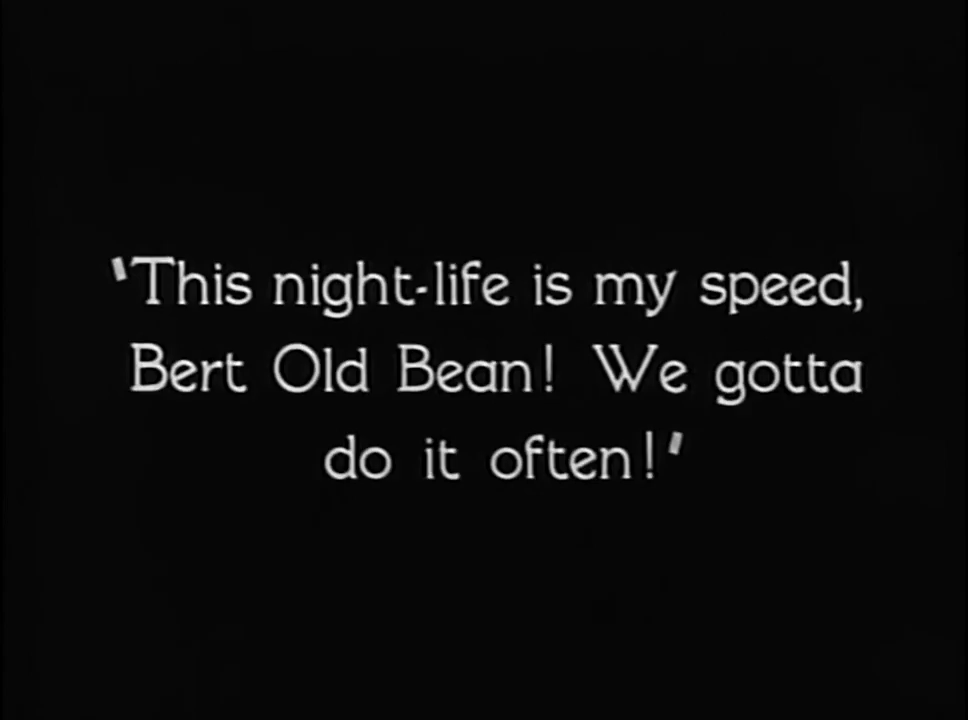 "This night-life is my speed,
Bert Old Bean! We gotta
do it often!"